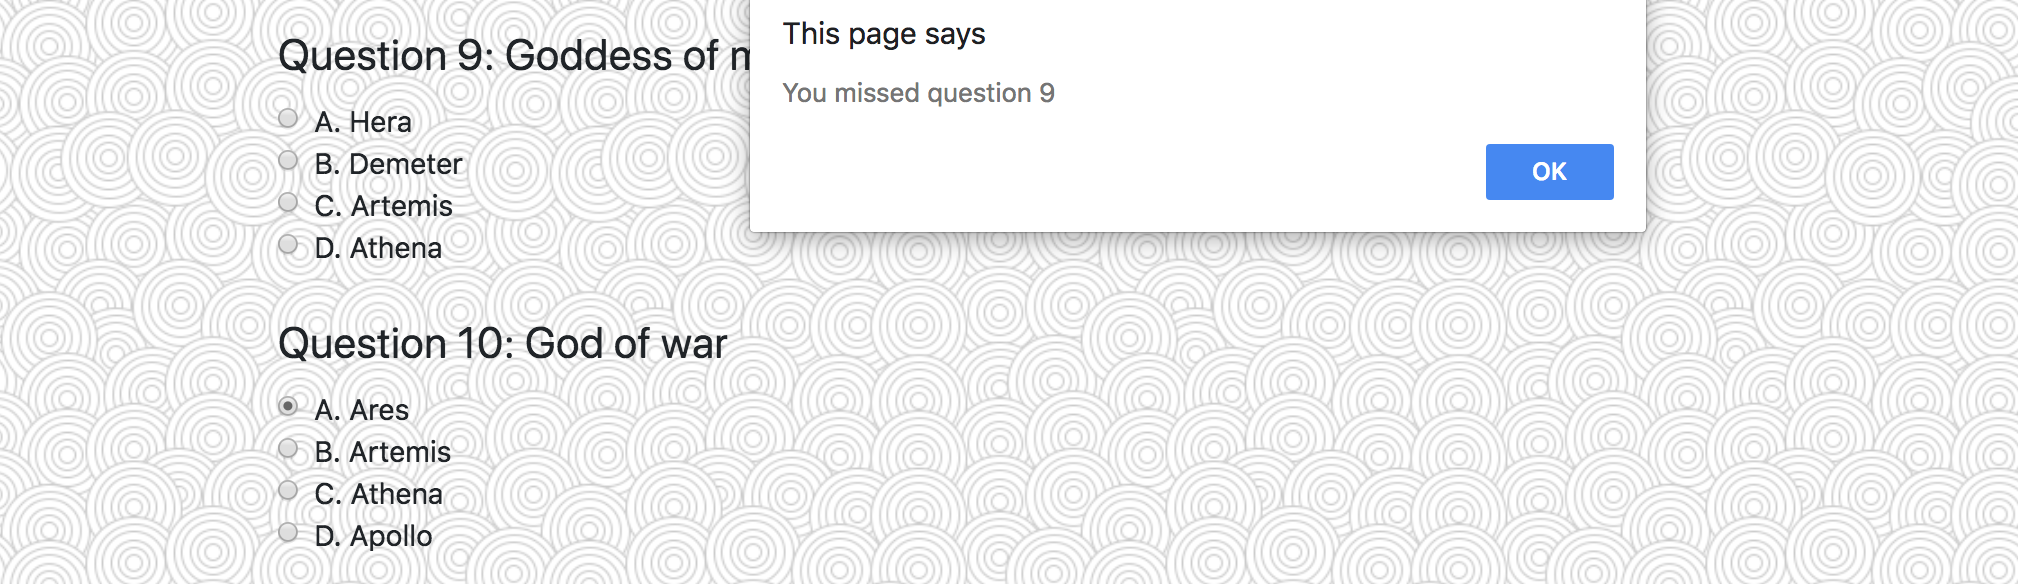 Question 9: Goddess of
A. Hera
B. Demeter
C. Artemis
D. Athena
Question 10: God of war
A. Ares
B. Artemis
C. Athena
D. Apollo
This page says
You missed question 9
OK